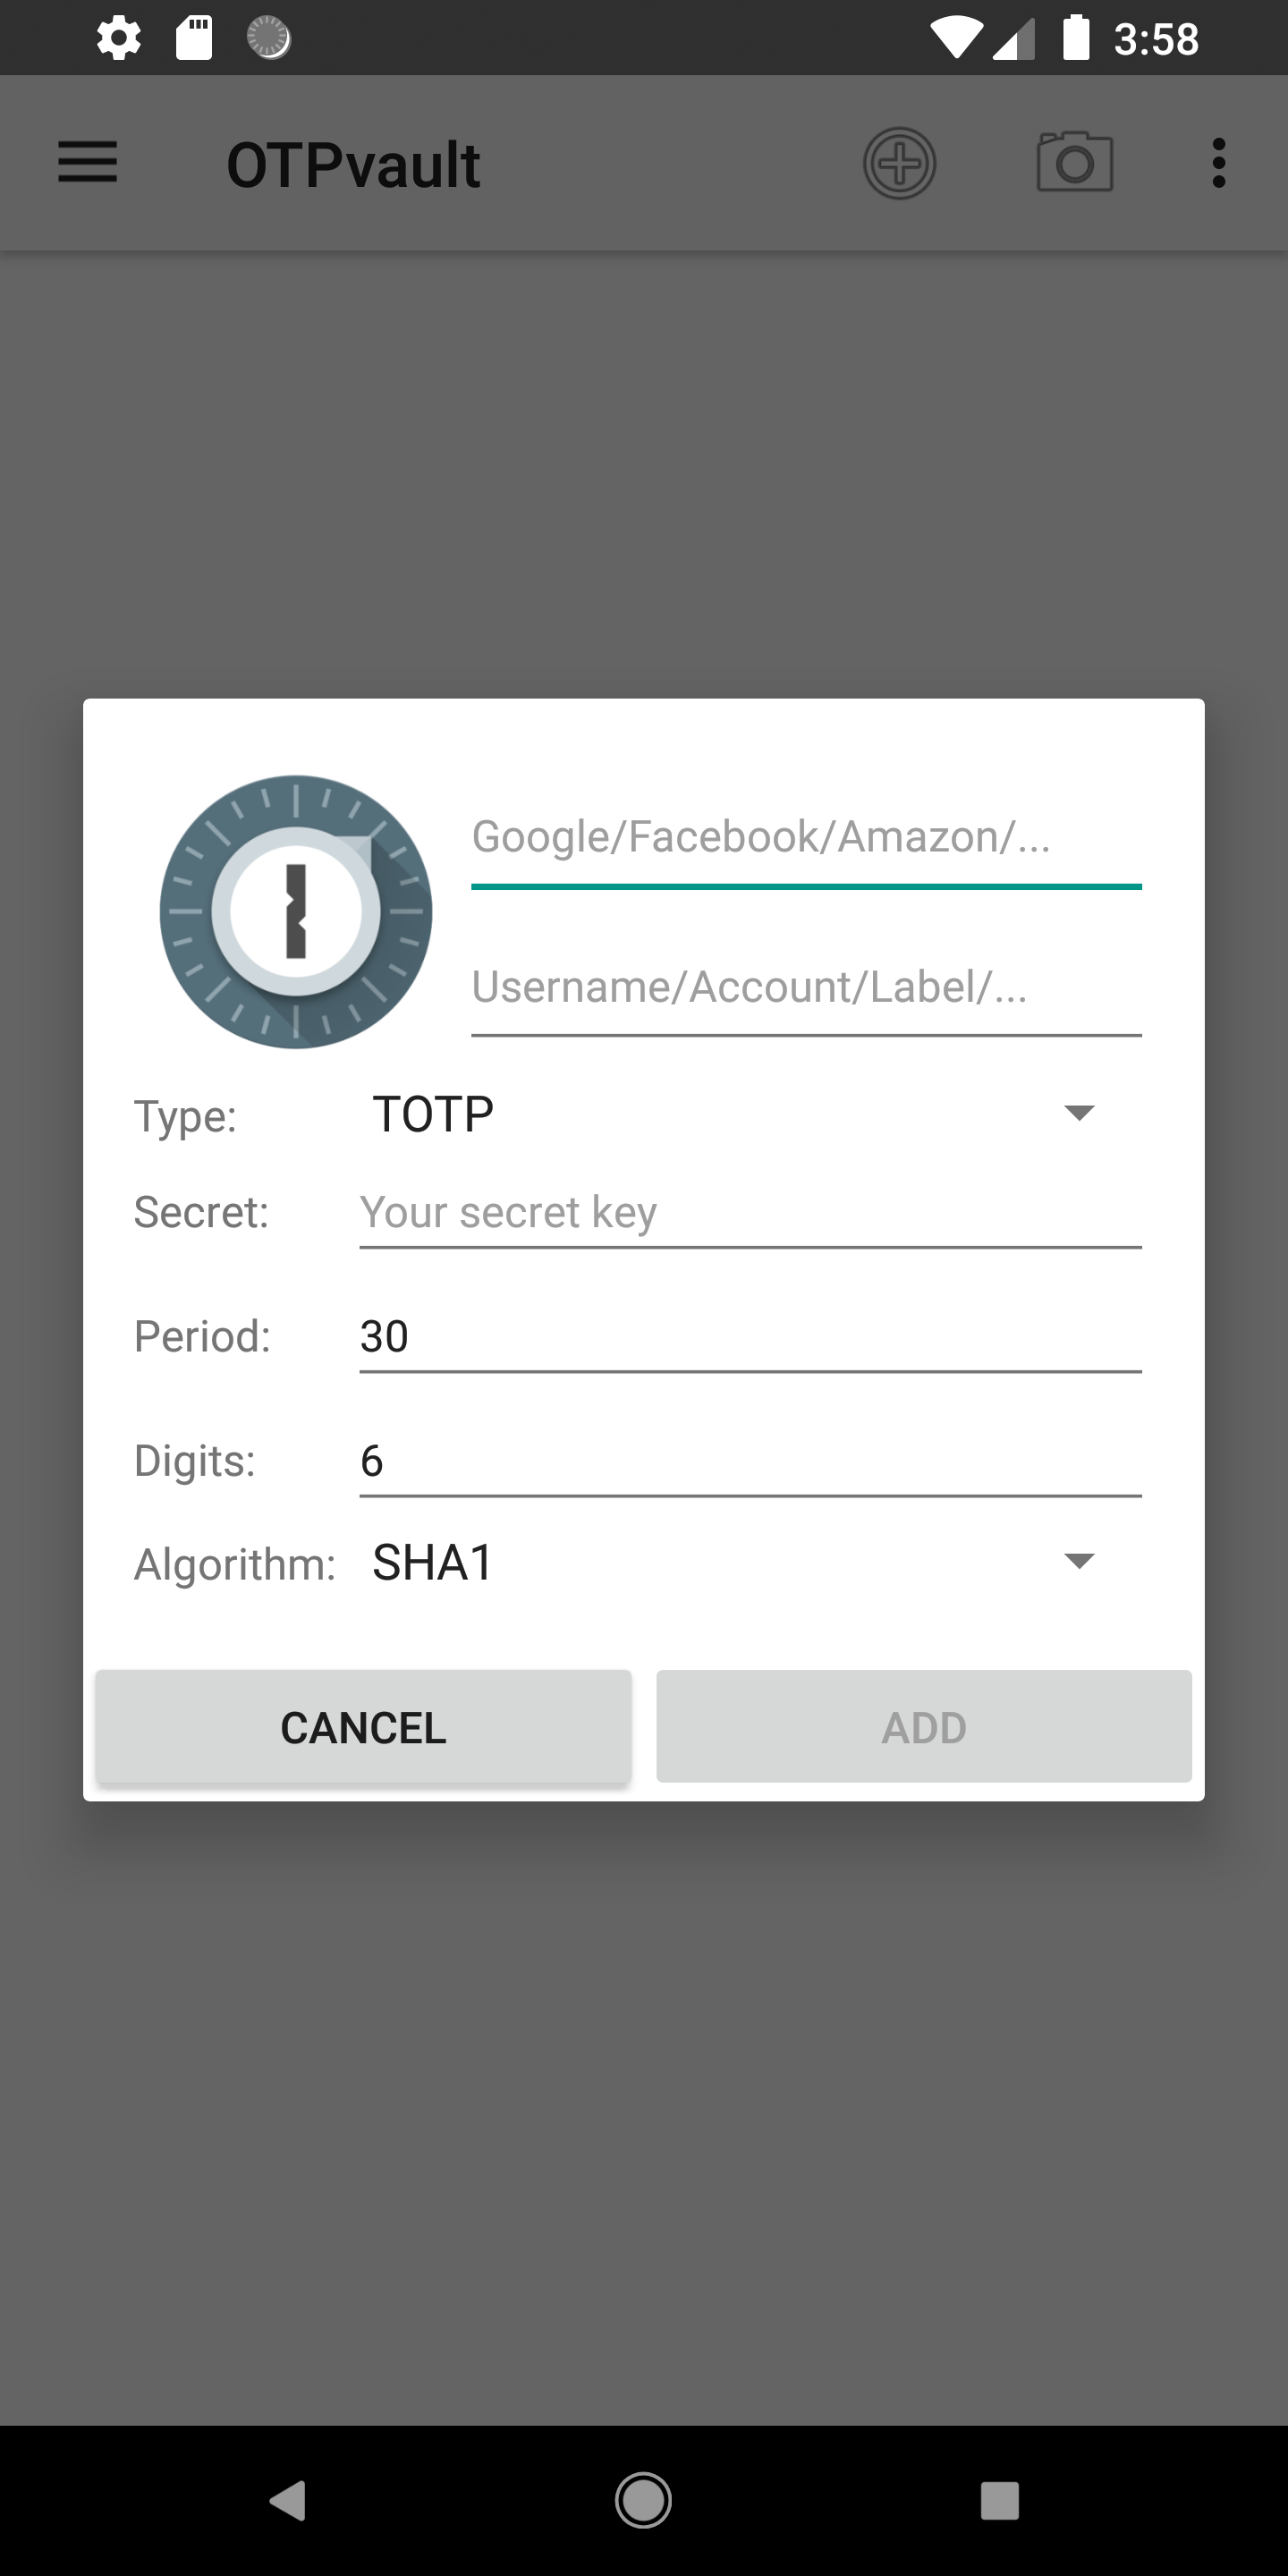 3:58
OTPvault
Google/Facebook/Amazon/...
Username/Account/Label/...
Type: TOTP
Secret: Your secret key
Period: 30
Digits: 6
Algorithm: SHA1
CANCEL ADD